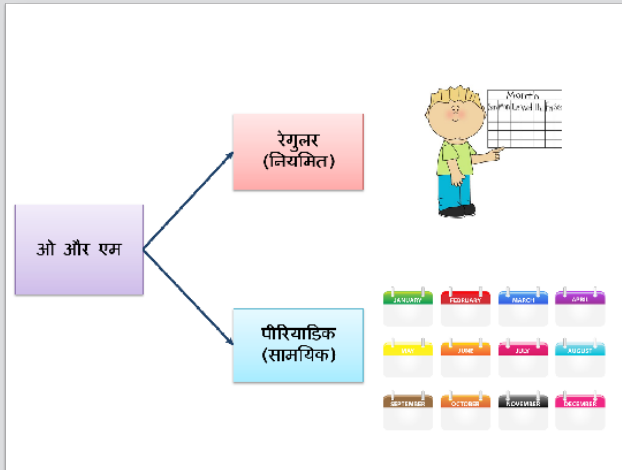 रेगुलर
(नियमित)
ओ और एम
पीरियाडिक
(सामयिक)
Month
JANUARY FEBRUARY MARCH APRIL
MAY JUNE JULY AUGUST
SEPTEMBER OCTOBER NOVEMBER DECEMBER